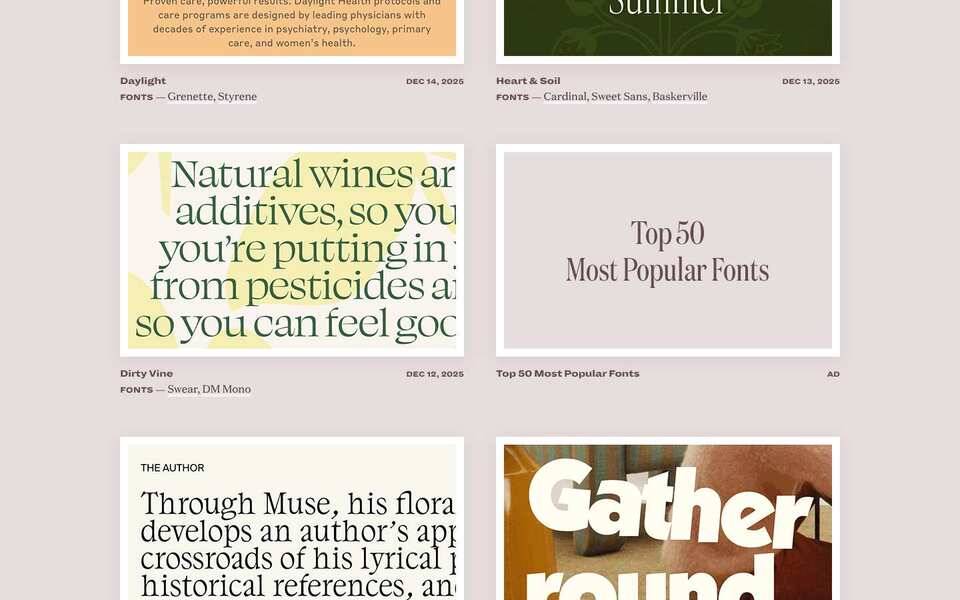 Proven care, powerful results. Daylight Health protocols and
care programs are designed by leading physicians with
decades of experience in psychiatry, psychology, primary
care, and women's health.
Summer
Daylight
DEC 14, 2025
FONTS — Grenette, Styrene
Heart & Soil
DEC 13, 2025
FONTS — Cardinal, Sweet Sans, Baskerville
Natural wines ar
additives, so you
you're putting in
from pesticides a
so you can feel goo
Top 50
Most Popular Fonts
Dirty Vine
DEC 12, 2025
FONTS — Swear, DM Mono
Top 50 Most Popular Fonts
AD
THE AUTHOR
Through Muse, his flora
develops an author's app
crossroads of his lyrical p
historical references, an
Gather
round